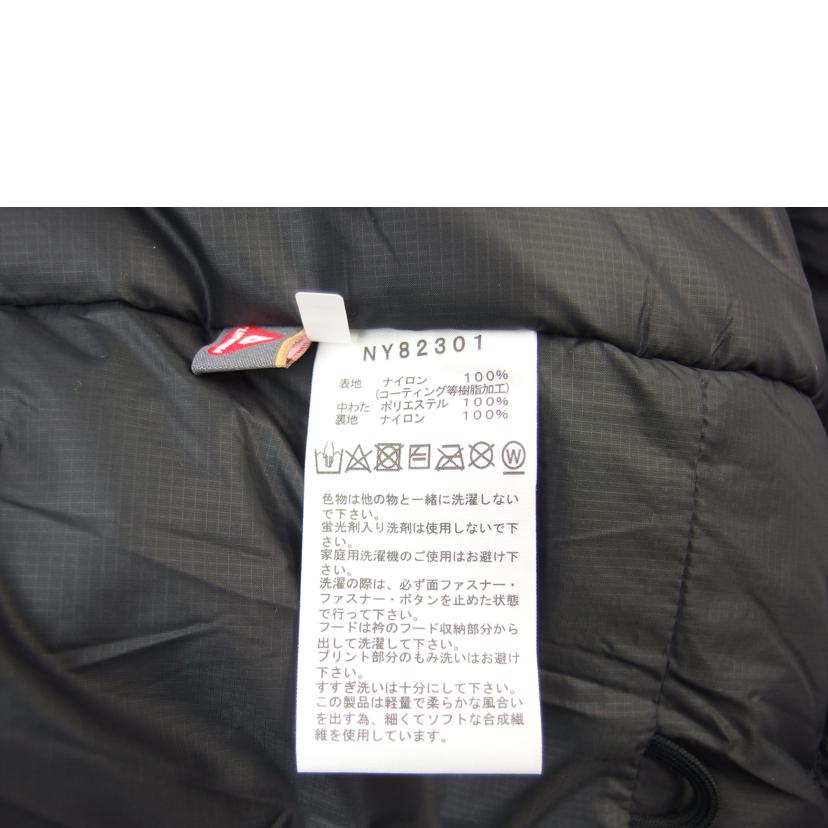 NY82301
表地 ナイロン 100%
(コーティング等樹脂加工)
中わた ポリエステル 100%
裏地 ナイロン 100%
W
色物は他の物と一緒に洗濯しない
で下さい。
蛍光剤入り洗剤は使用しないで下
さい。
家庭用洗濯機のご使用はお避け下
さい。
洗濯の際は、必ず面ファスナー・
ファスナー・ボタンを止めた状態
で行って下さい。
フードは衿のフード収納部分から
出して洗濯して下さい。
プリント部分のもみ洗いはお避け
下さい。
すすぎ洗いは十分にして下さい。
この製品は軽量で柔らかな風合い
を出す為、細くてソフトな合成繊
維を使用しています。